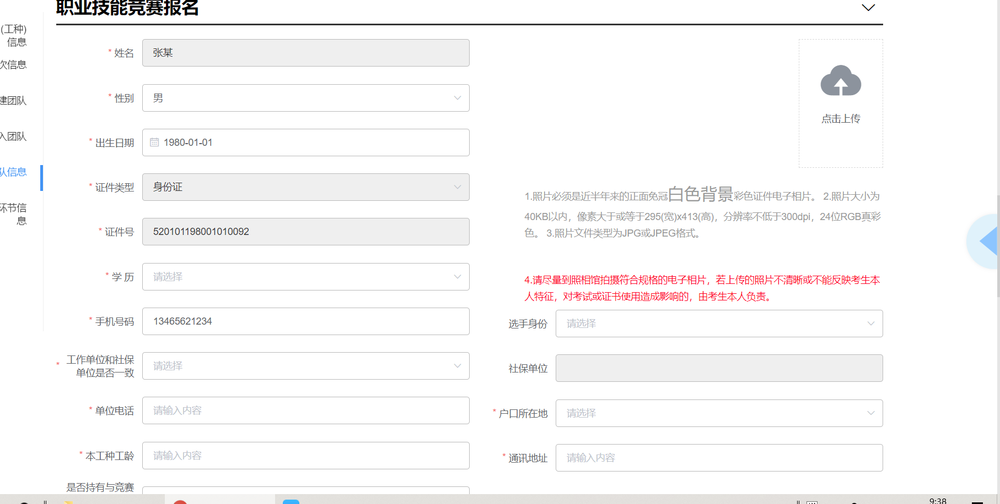 职业技能竞赛报名
(工种)
信息
次信息
建团队
入团队
队信息
环节信
息
* 姓名 张某
* 性别 男
* 出生日期 1980-01-01
* 证件类型 身份证
* 证件号 520101198001010092
* 学 历 请选择
* 手机号码 13465621234
* 工作单位和社保
单位是否一致 请选择
* 单位电话 请输入内容
* 本工种工龄 请输入内容
是否持有与竞赛
点击上传
1.照片必须是近半年来的正面免冠白色背景彩色证件电子相片。 2.照片大小为
40KB以内，像素大于或等于295(宽)x413(高)，分辨率不低于300dpi，24位RGB真彩
色。 3.照片文件类型为JPG或JPEG格式。
4.请尽量到照相馆拍摄符合规格的电子相片，若上传的照片不清晰或不能反映考生本
人特征，对考试或证书使用造成影响的，由考生本人负责。
选手身份 请选择
社保单位
* 户口所在地 请选择
* 通讯地址 请输入内容
9:38